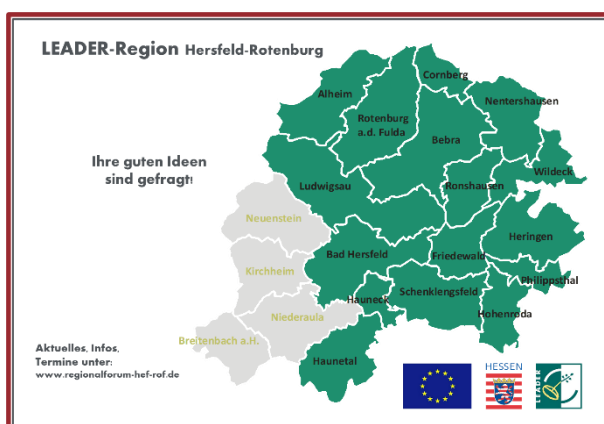 LEADER-Region Hersfeld-Rotenburg
Cornberg
Alheim
Nentershausen
Rotenburg
a.d. Fulda
Bebra
Ihre guten Ideen
sind gefragt!
Wildeck
Ludwigsau
Ronshausen
Neuenstein
Heringen
Bad Hersfeld
Friedewald
Kirchheim
Philippsthal
Schenklengsfeld
Hauneck
Hohenroda
Niederaula
Breitenbach a.H.
Haunetal
Aktuelles, Infos,
Termine unter:
www.regionalforum-hef-rof.de
HESSEN
LEADER